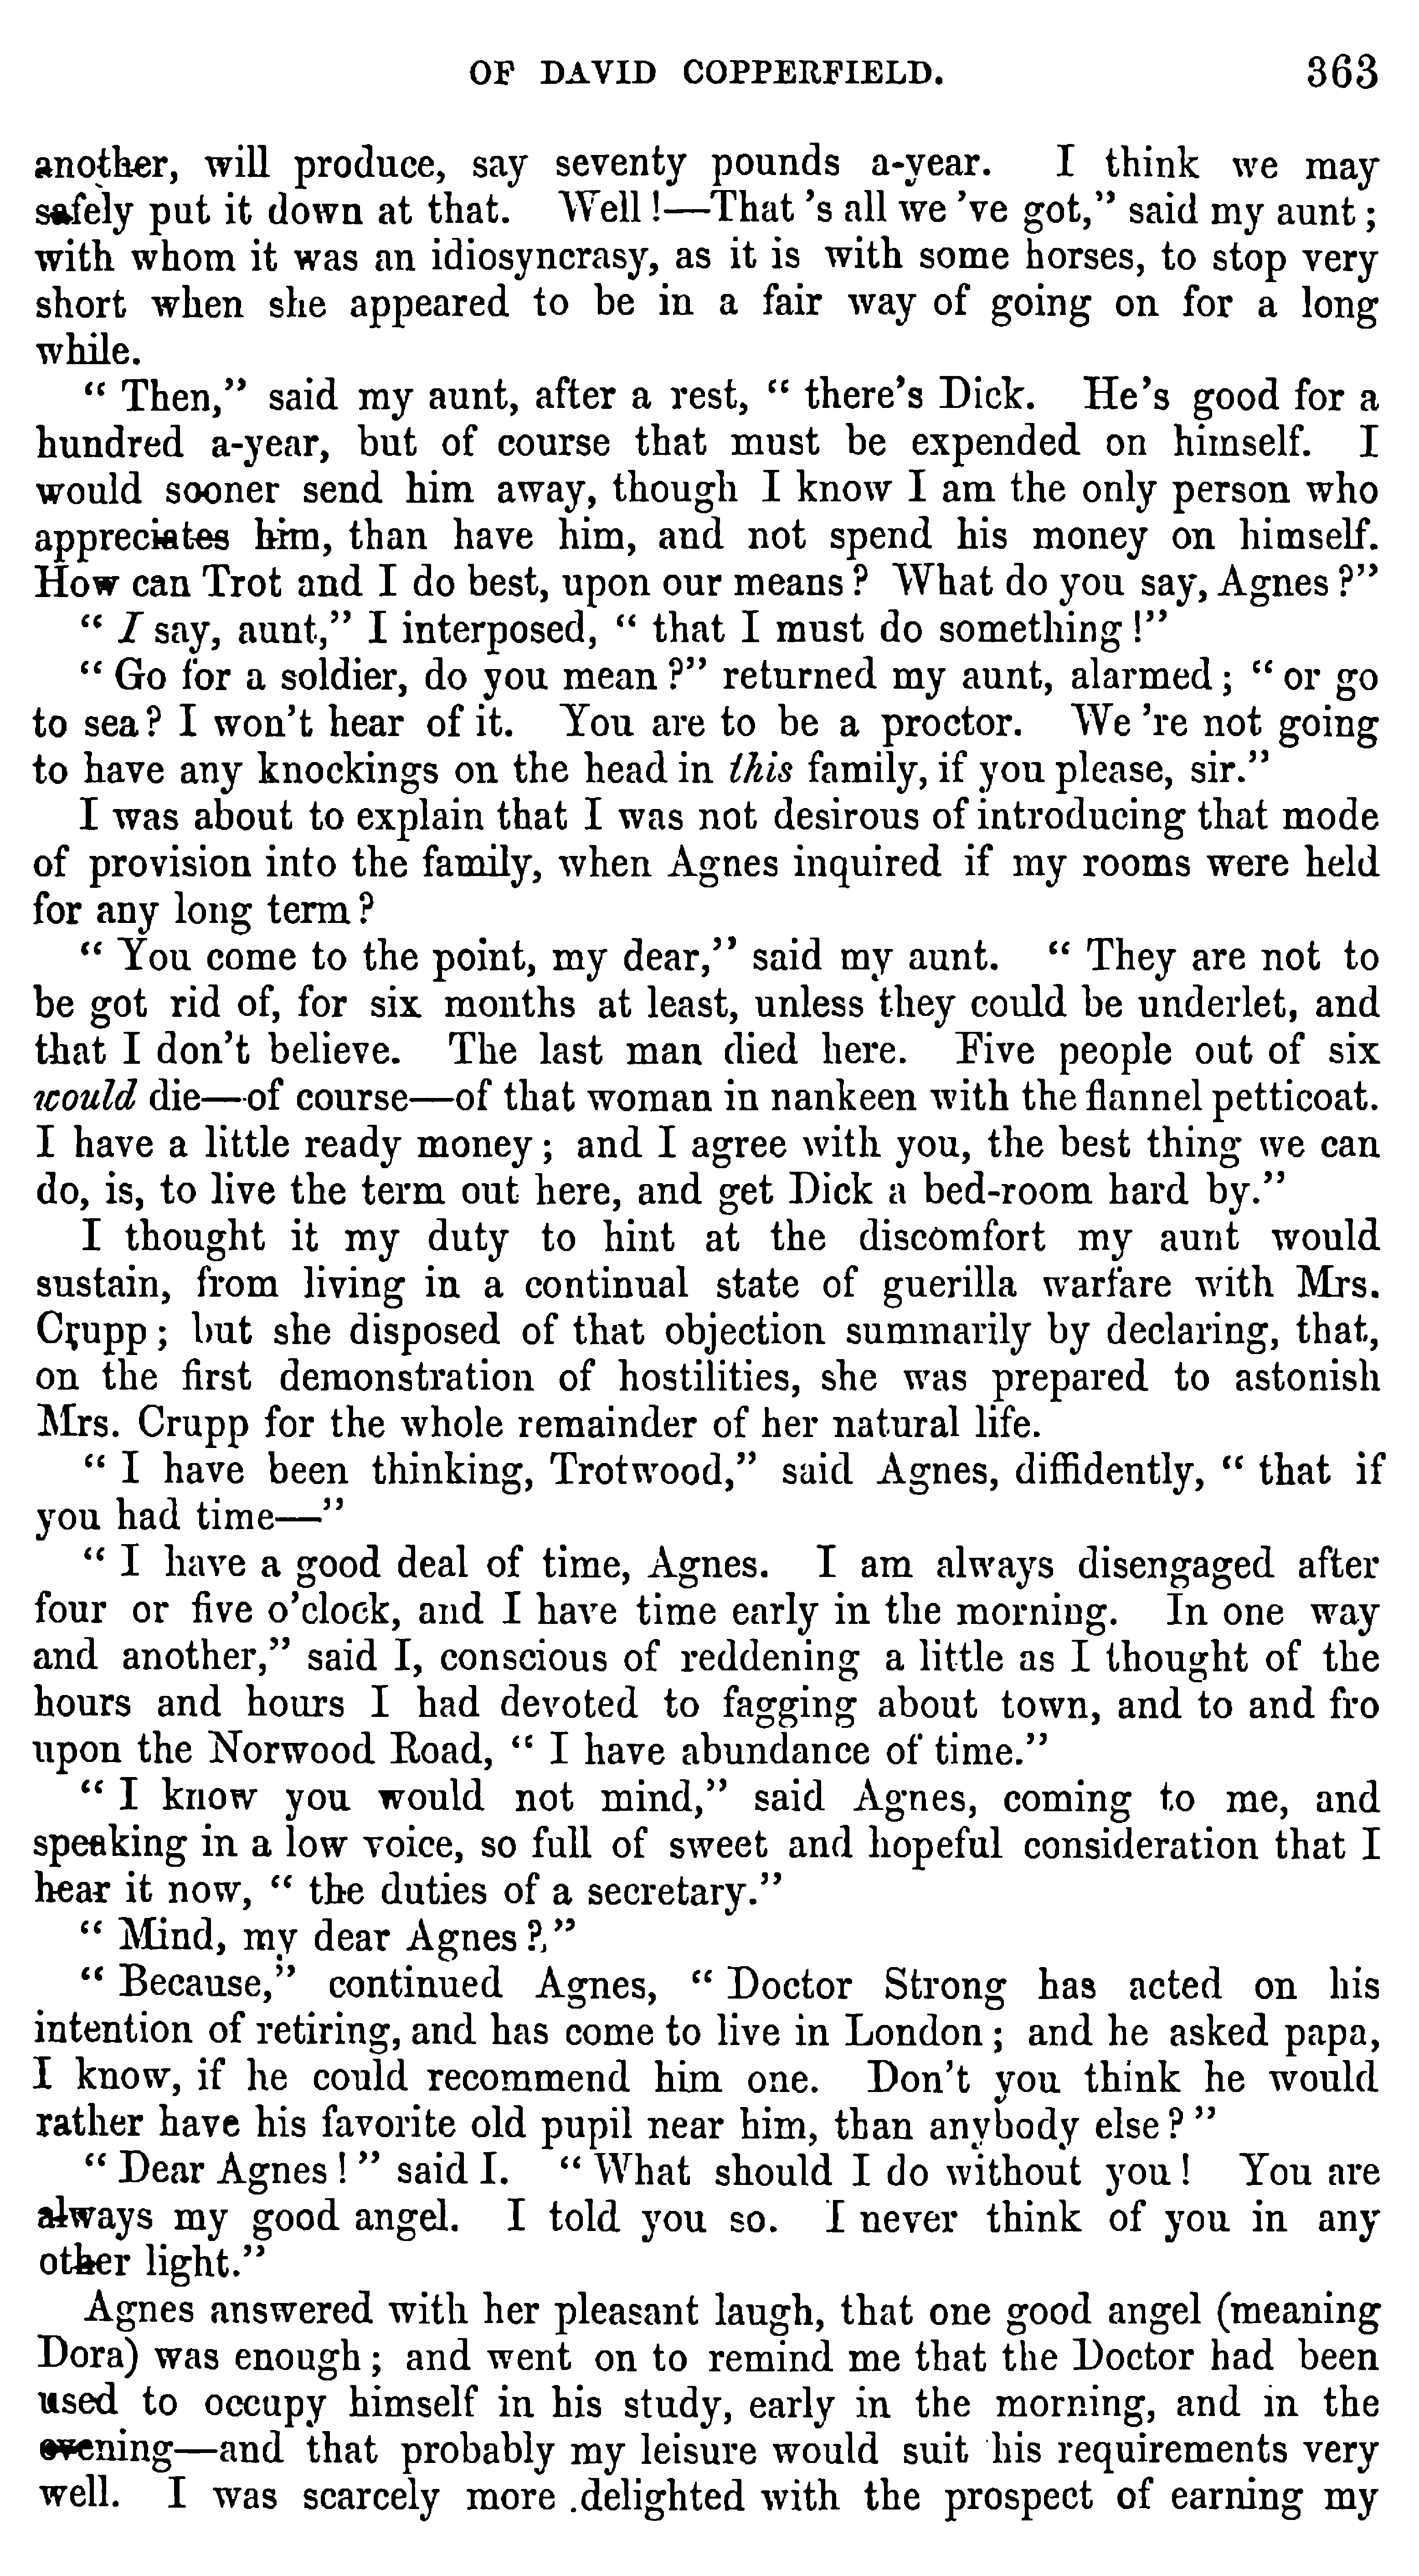 OF DAVID COPPERFIELD. 363
another, will produce, say seventy pounds a-year. I think we may
safely put it down at that. Well!—That 's all we 've got," said my aunt;
with whom it was an idiosyncrasy, as it is with some horses, to stop very
short when she appeared to be in a fair way of going on for a long
while.
"Then," said my aunt, after a rest, "there's Dick. He's good for a
hundred a-year, but of course that must be expended on himself. I
would sooner send him away, though I know I am the only person who
appreciates him, than have him, and not spend his money on himself.
How can Trot and I do best, upon our means? What do you say, Agnes?"
"I say, aunt," I interposed, "that I must do something!"
"Go for a soldier, do you mean?" returned my aunt, alarmed; "or go
to sea? I won't hear of it. You are to be a proctor. We 're not going
to have any knockings on the head in this family, if you please, sir."
I was about to explain that I was not desirous of introducing that mode
of provision into the family, when Agnes inquired if my rooms were held
for any long term?
"You come to the point, my dear," said my aunt. "They are not to
be got rid of, for six months at least, unless they could be underlet, and
that I don't believe. The last man died here. Five people out of six
would die—of course—of that woman in nankeen with the flannel petticoat.
I have a little ready money; and I agree with you, the best thing we can
do, is, to live the term out here, and get Dick a bed-room hard by."
I thought it my duty to hint at the discomfort my aunt would
sustain, from living in a continual state of guerilla warfare with Mrs.
Crupp; but she disposed of that objection summarily by declaring, that,
on the first demonstration of hostilities, she was prepared to astonish
Mrs. Crupp for the whole remainder of her natural life.
"I have been thinking, Trotwood," said Agnes, diffidently, "that if
you had time—"
"I have a good deal of time, Agnes. I am always disengaged after
four or five o'clock, and I have time early in the morning. In one way
and another," said I, conscious of reddening a little as I thought of the
hours and hours I had devoted to fagging about town, and to and fro
upon the Norwood Road, "I have abundance of time."
"I know you would not mind," said Agnes, coming to me, and
speaking in a low voice, so full of sweet and hopeful consideration that I
hear it now, "the duties of a secretary."
"Mind, my dear Agnes?"
"Because," continued Agnes, "Doctor Strong has acted on his
intention of retiring, and has come to live in London; and he asked papa,
I know, if he could recommend him one. Don't you think he would
rather have his favorite old pupil near him, than anybody else?"
"Dear Agnes!" said I. "What should I do without you! You are
always my good angel. I told you so. I never think of you in any
other light."
Agnes answered with her pleasant laugh, that one good angel (meaning
Dora) was enough; and went on to remind me that the Doctor had been
used to occupy himself in his study, early in the morning, and in the
evening—and that probably my leisure would suit his requirements very
well. I was scarcely more delighted with the prospect of earning my